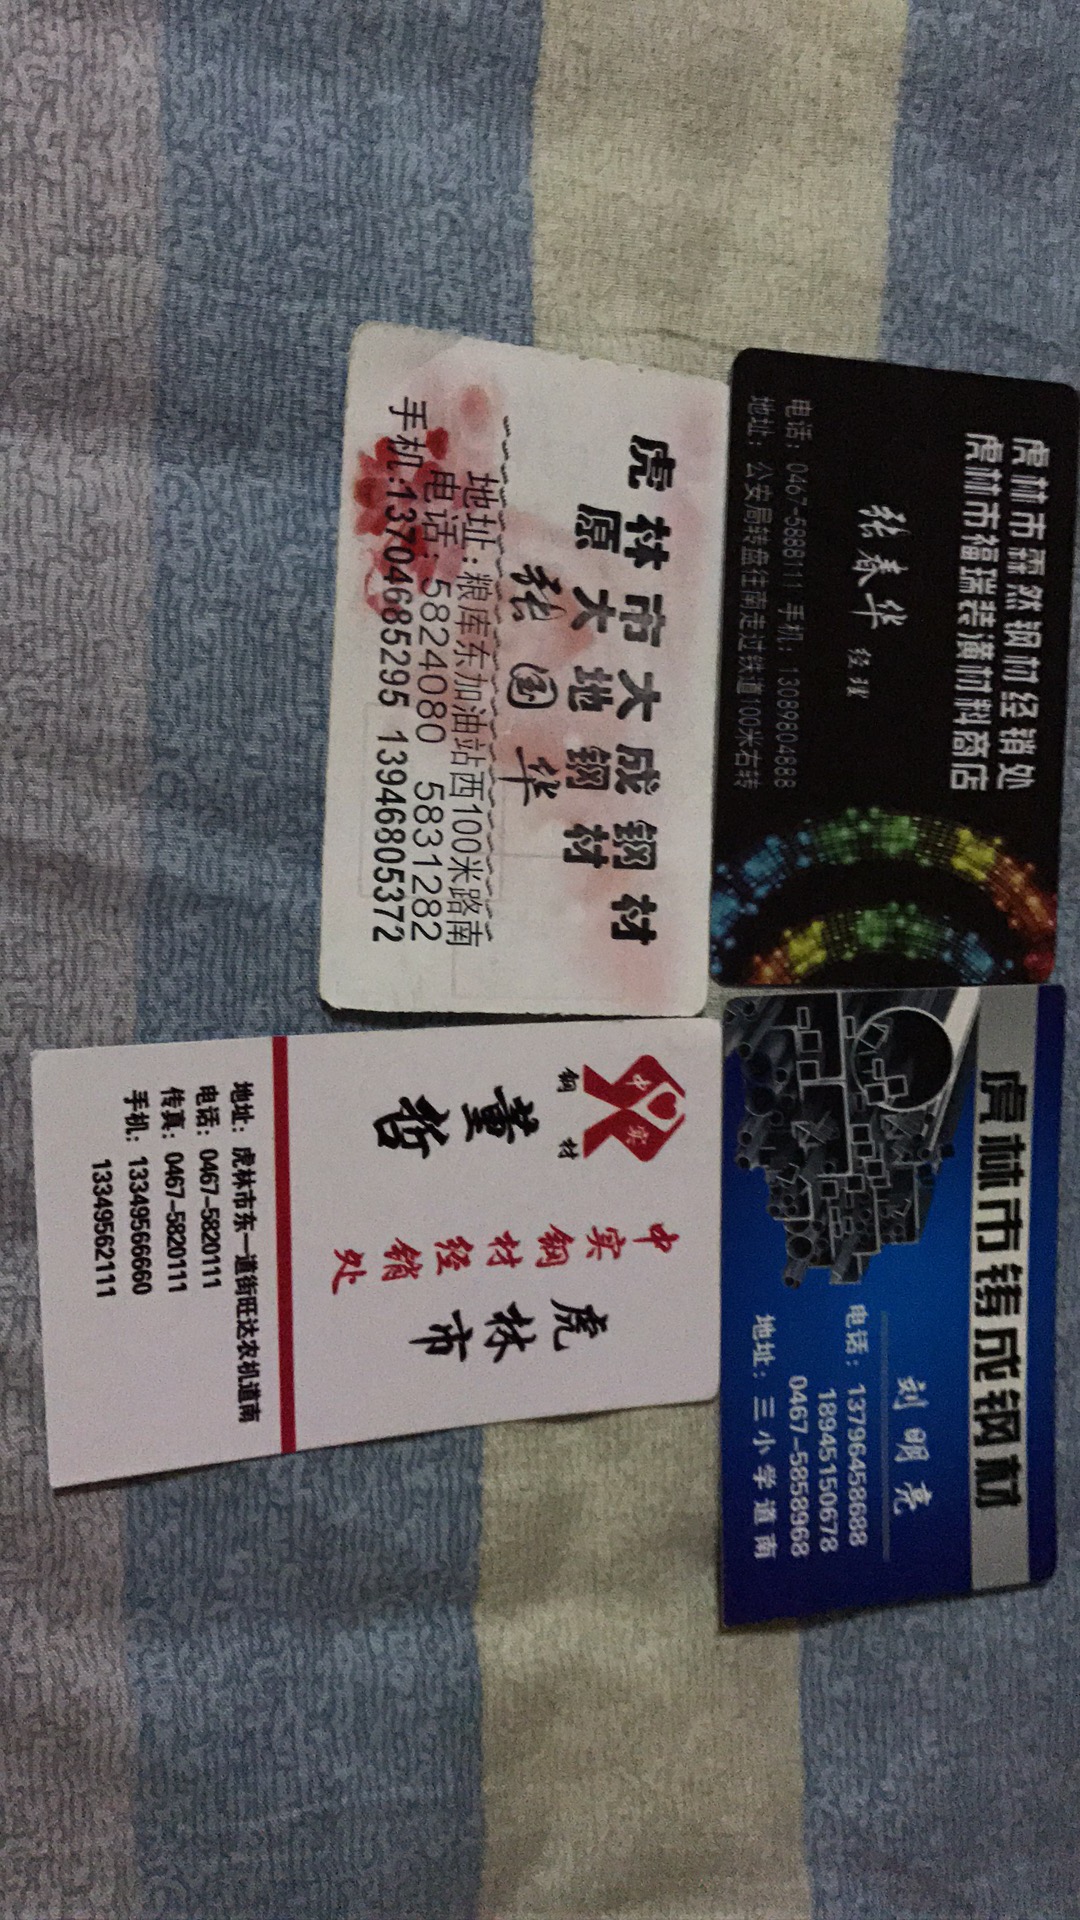 虎林市大成钢材
原大地钢材
张国华
地址:粮库东加油站西100米路南
电话:5824080 5831282
手机:13704685295 13946805372
虎林市霖然钢材经销处
虎林市福瑞装潢材料商店
张春华 经理
电话：0467-5888111 手机：13089804888
地址：公安局转盘往南走过铁道100米右转
中实
钢材
董哲
虎林市
中实钢材经销处
地址：虎林市东一道街旺达农机道南
电话：0467-5820111
传真：0467-5820111
手机：13349566660
13349562111
虎林市铸成钢材
刘明亮
电话：13796458688
18945150678
0467-5858968
地址：三小学道南